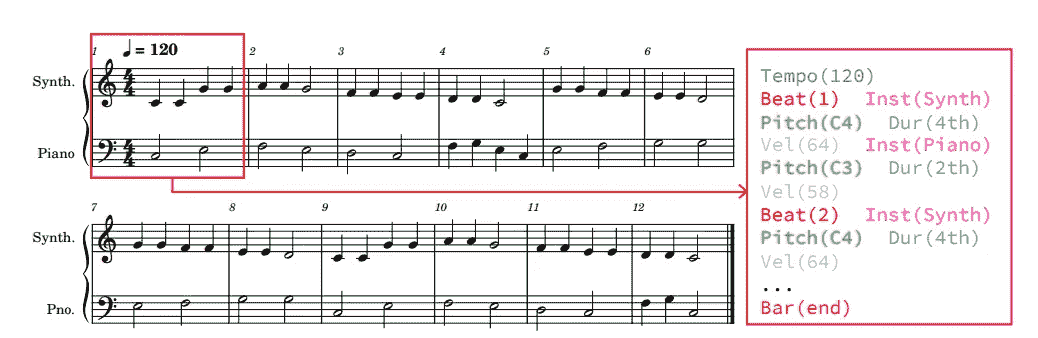 1 ♩ = 120 2 3 4 5 6
Synth.
Piano
7 8 9 10 11 12
Synth.
Pno.
Tempo(120)
Beat(1) Inst(Synth)
Pitch(C4) Dur(4th)
Vel(64) Inst(Piano)
Pitch(C3) Dur(2th)
Vel(58)
Beat(2) Inst(Synth)
Pitch(C4) Dur(4th)
Vel(64)
...
Bar(end)